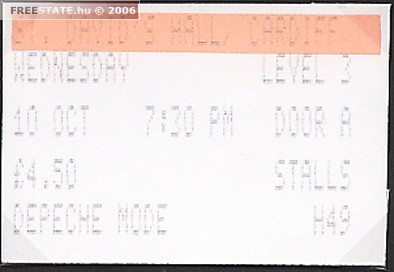 FREESTATE.hu © 2006
ST. DAVID'S HALL, CARDIFF
WEDNESDAY LEVEL 3
10 OCT 7:30 PM DOOR A
£4.50 STALLS
DEPECHE MODE H49